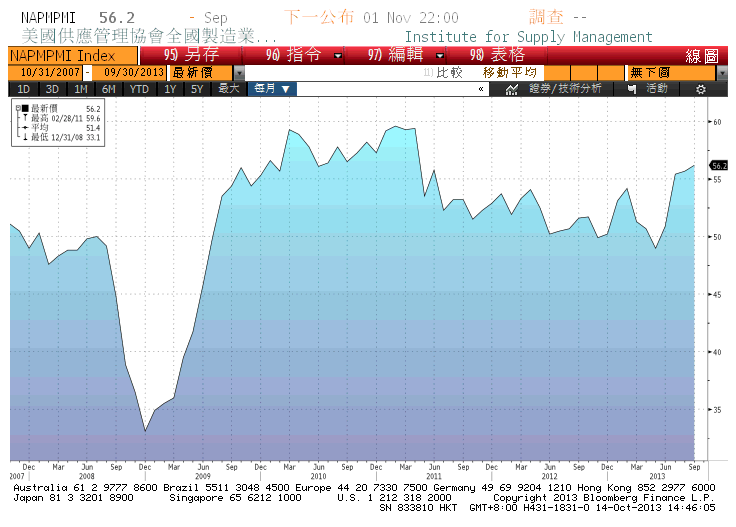 NAPMPMI 56.2 - Sep 下一公布 01 Nov 22:00 調查 --
美國供應管理協會全國製造業... Institute for Supply Management
NAPMPMI Index 95) 另存 96) 指令 97) 編輯 98) 表格 線圖
10/31/2007 - 09/30/2013 最新價 比較 移動平均 無下價
1D 3D 1M 6M YTD 1Y 5Y 最大 每月 ▼ « 證券/技術分析 活動
最新價 56.2
最高 02/28/11 59.6
平均 51.4
最低 12/31/08 33.1
60
56.2
55
50
45
40
35
Dec Mar Jun Sep Dec Mar Jun Sep Dec Mar Jun Sep Dec Mar Jun Sep Dec Mar Jun Sep Dec Mar Jun Sep
2007 2008 2009 2010 2011 2012 2013
Australia 61 2 9777 8600 Brazil 5511 3048 4500 Europe 44 20 7330 7500 Germany 49 69 9204 1210 Hong Kong 852 2977 6000
Japan 81 3 3201 8900 Singapore 65 6212 1000 U.S. 1 212 318 2000 Copyright 2013 Bloomberg Finance L.P.
SN 833810 HKT GMT+8:00 H431-1831-0 14-Oct-2013 14:46:05